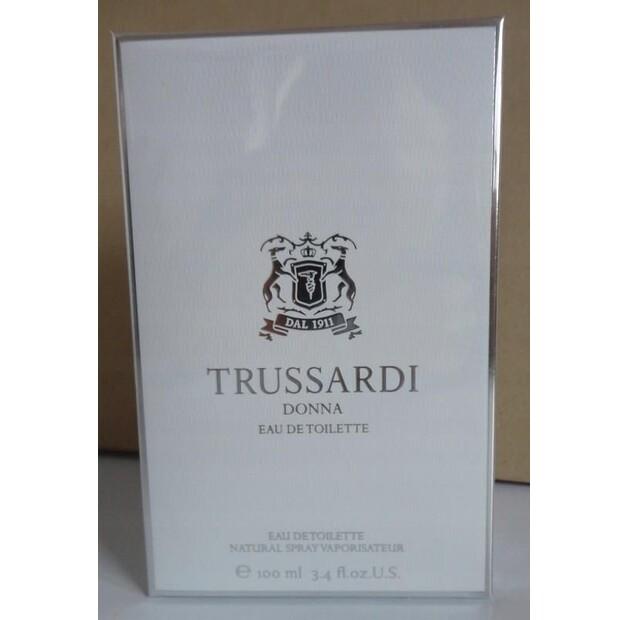 DAL 1911
TRUSSARDI
DONNA
EAU DE TOILETTE
EAU DE TOILETTE
NATURAL SPRAY VAPORISATEUR
℮ 100 ml 3.4 fl.oz.U.S.